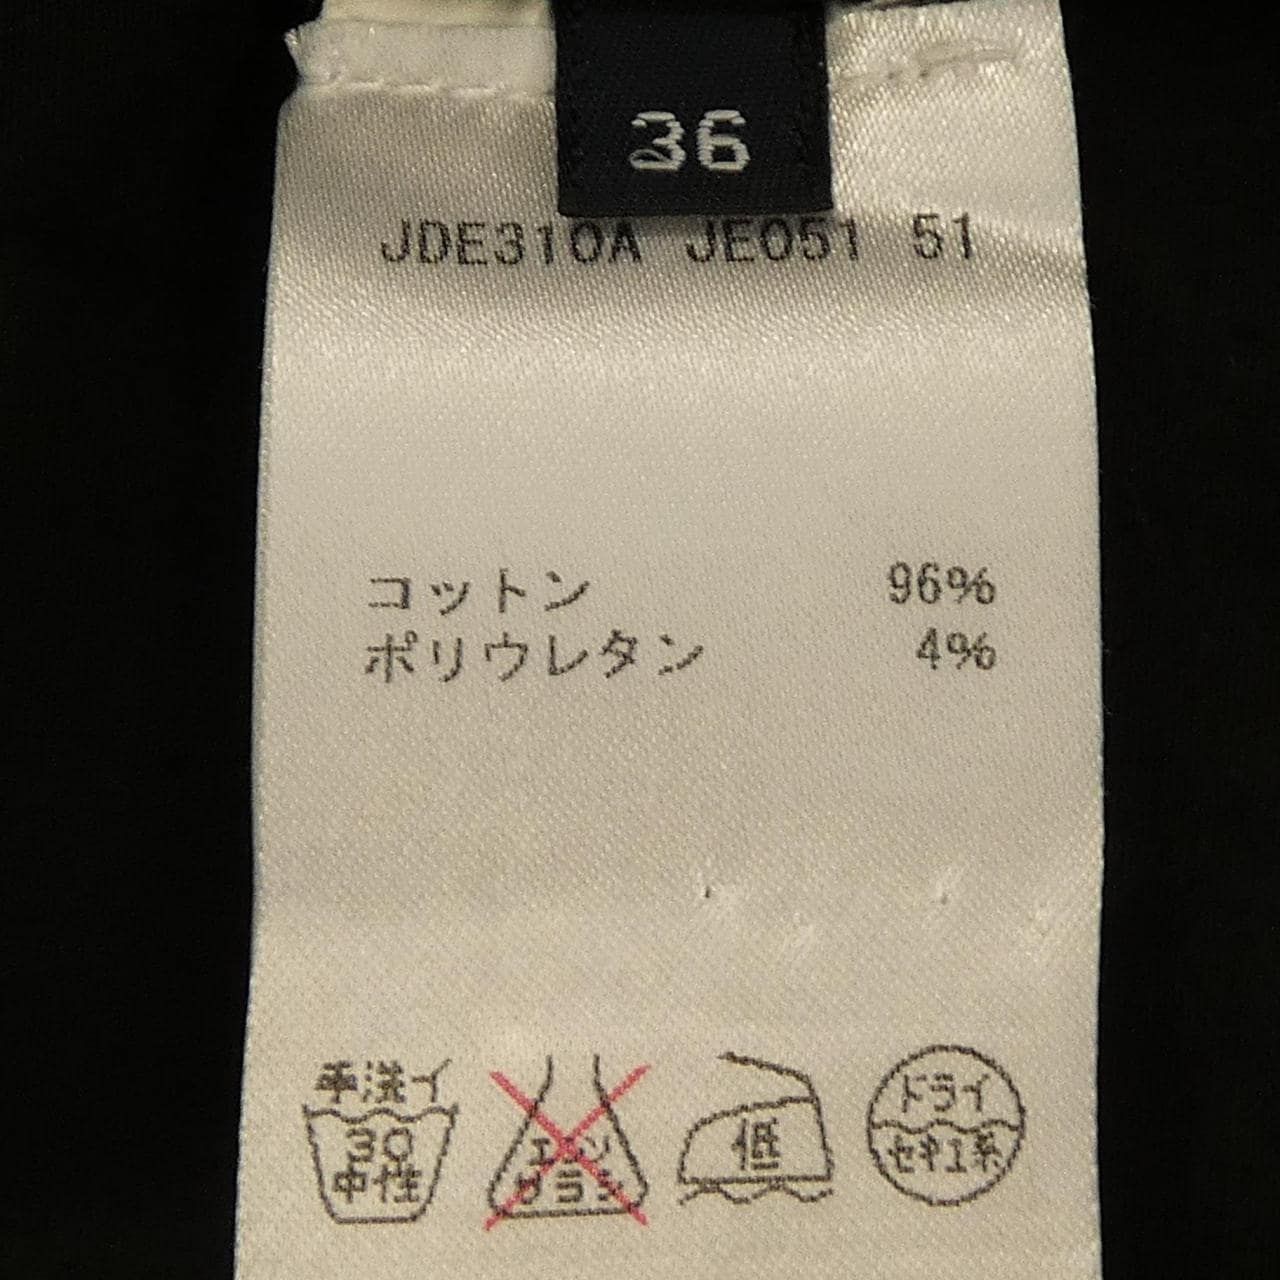 36
JDE310A JE051 51
コットン 96%
ポリウレタン 4%
手洗イ
30
中性
エンソ
サラシ
低
ドライ
セキユ系